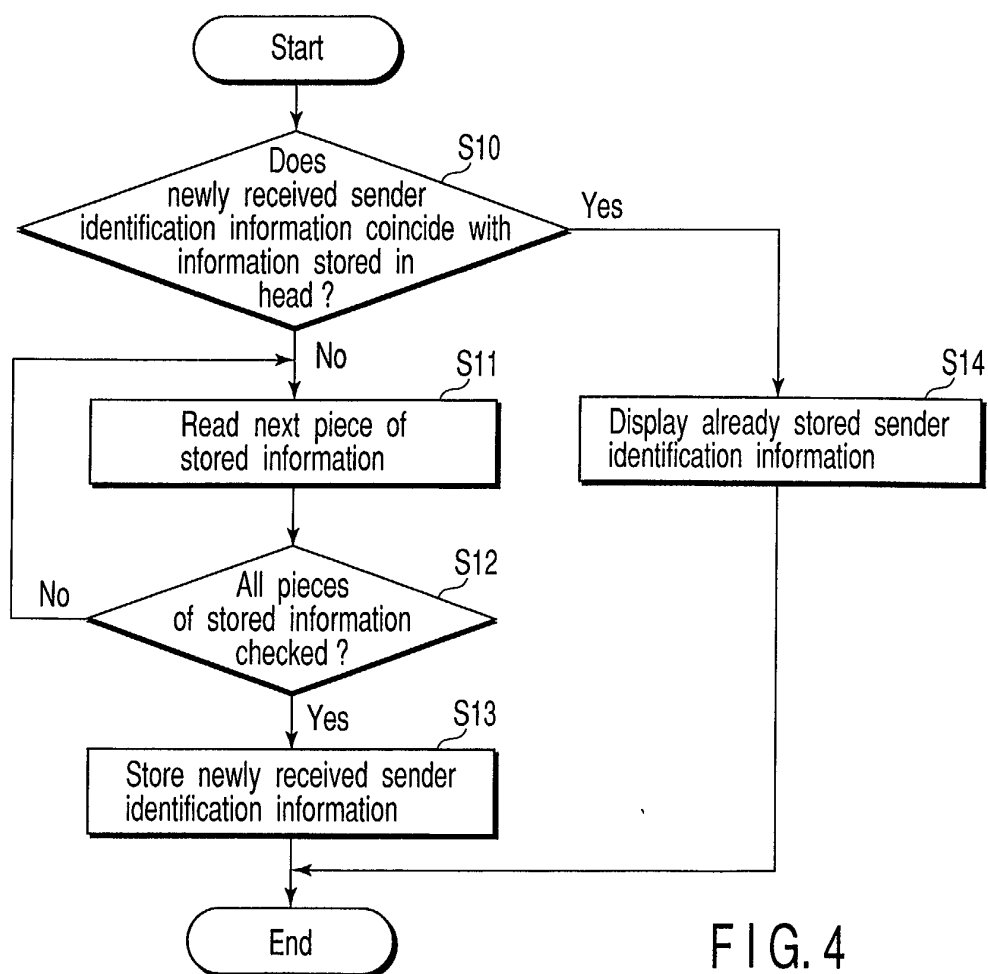 Start
S10
Does
newly received sender
identification information coincide with
information stored in
head ?
Yes
No
S11
Read next piece of
stored information
S14
Display already stored sender
identification information
S12
All pieces
of stored information
checked ?
No
Yes
S13
Store newly received sender
identification information
End
FIG. 4